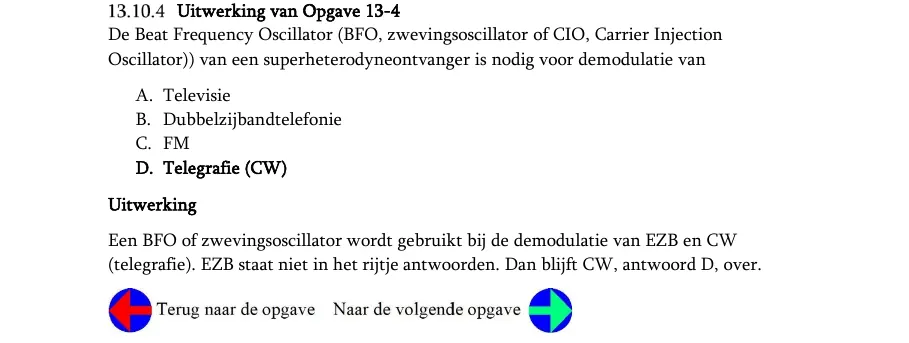 13.10.4 Uitwerking van Opgave 13-4
De Beat Frequency Oscillator (BFO, zwevingsoscillator of CIO, Carrier Injection
Oscillator)) van een superheterodyneontvanger is nodig voor demodulatie van
A. Televisie
B. Dubbelzijbandtelefonie
C. FM
D. Telegrafie (CW)
Uitwerking
Een BFO of zwevingsoscillator wordt gebruikt bij de demodulatie van EZB en CW
(telegrafie). EZB staat niet in het rijtje antwoorden. Dan blijft CW, antwoord D, over.
Terug naar de opgave Naar de volgende opgave